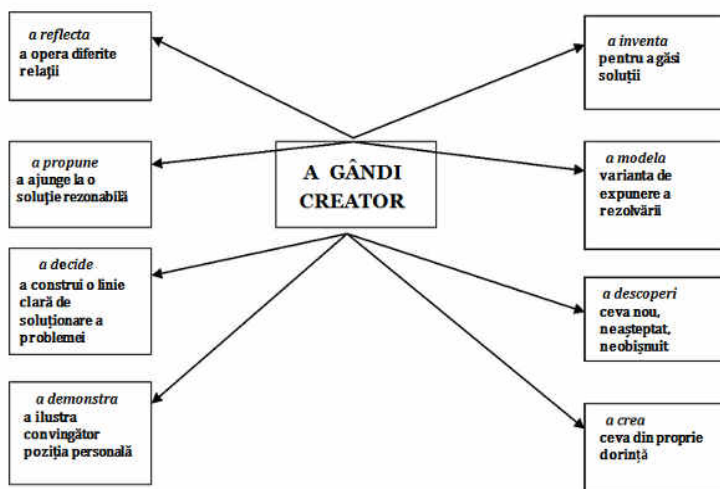 a reflecta
a opera diferite
relații
a propune
a ajunge la o
soluție rezonabilă
a decide
a construi o linie
clară de
soluționare a
problemei
a demonstra
a ilustra
convingător
poziția personală
A GÂNDI
CREATOR
a inventa
pentru a găsi
soluții
a modela
varianta de
expunere a
rezolvării
a descoperi
ceva nou,
neașteptat,
neobișnuit
a crea
ceva din proprie
dorință